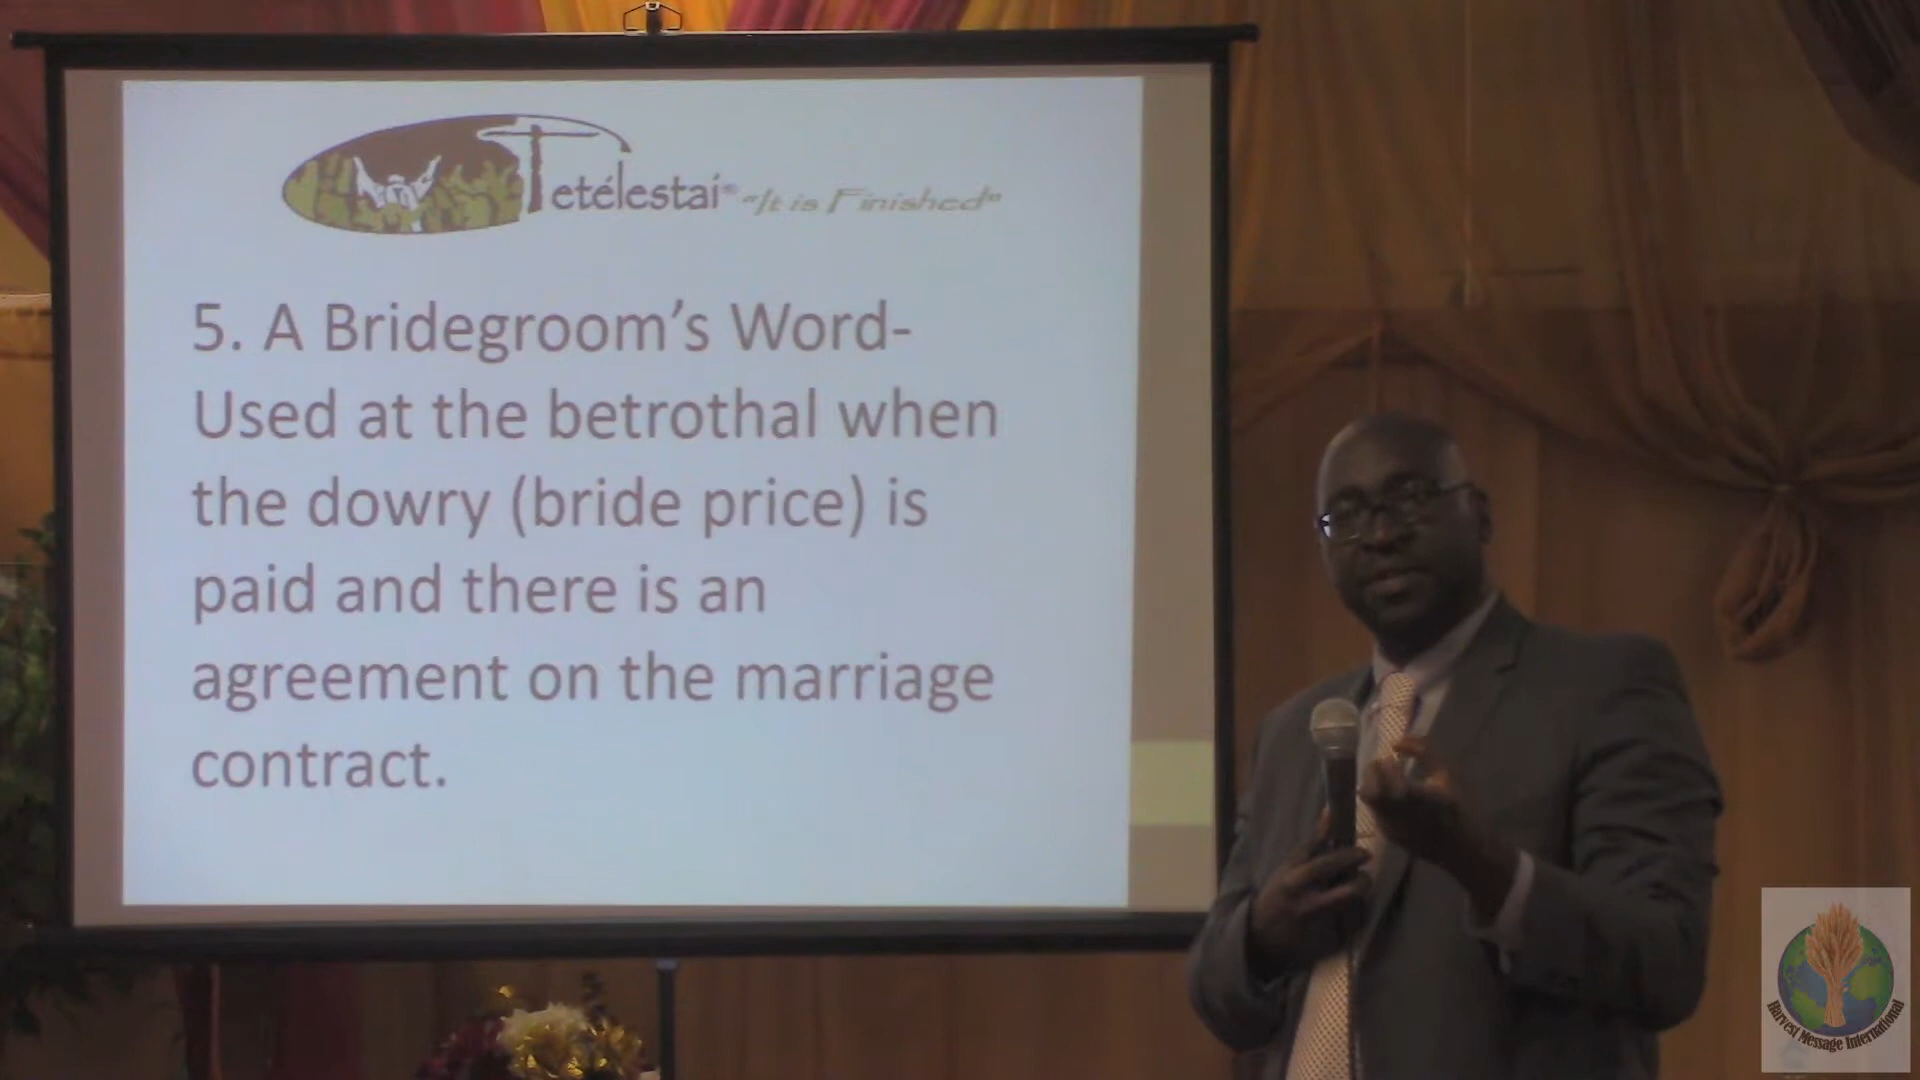 Tetélestai® "It is Finished"
5. A Bridegroom's Word-
Used at the betrothal when
the dowry (bride price) is
paid and there is an
agreement on the marriage
contract.
Harvest Message International